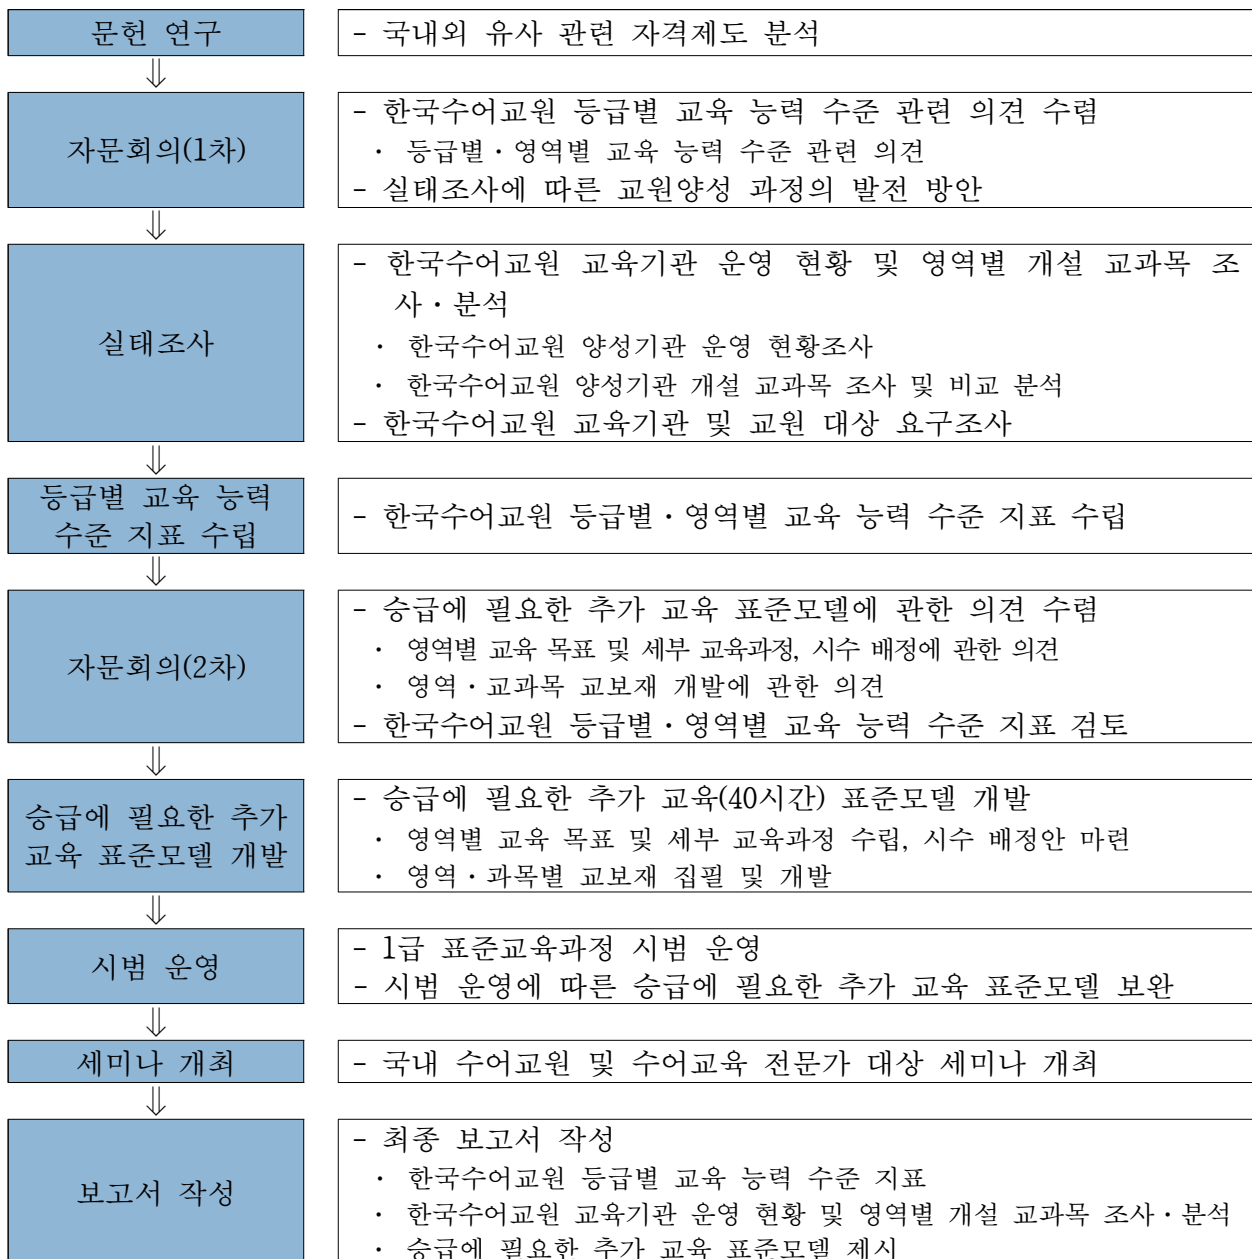 문헌 연구
- 국내외 유사 관련 자격제도 분석
⇓
자문회의(1차)
- 한국수어교원 등급별 교육 능력 수준 관련 의견 수렴
· 등급별·영역별 교육 능력 수준 관련 의견
- 실태조사에 따른 교원양성 과정의 발전 방안
⇓
실태조사
- 한국수어교원 교육기관 운영 현황 및 영역별 개설 교과목 조
사·분석
· 한국수어교원 양성기관 운영 현황조사
· 한국수어교원 양성기관 개설 교과목 조사 및 비교 분석
- 한국수어교원 교육기관 및 교원 대상 요구조사
⇓
등급별 교육 능력
수준 지표 수립
- 한국수어교원 등급별·영역별 교육 능력 수준 지표 수립
⇓
자문회의(2차)
- 승급에 필요한 추가 교육 표준모델에 관한 의견 수렴
· 영역별 교육 목표 및 세부 교육과정, 시수 배정에 관한 의견
· 영역·교과목 교보재 개발에 관한 의견
- 한국수어교원 등급별·영역별 교육 능력 수준 지표 검토
⇓
승급에 필요한 추가
교육 표준모델 개발
- 승급에 필요한 추가 교육(40시간) 표준모델 개발
· 영역별 교육 목표 및 세부 교육과정 수립, 시수 배정안 마련
· 영역·과목별 교보재 집필 및 개발
⇓
시범 운영
- 1급 표준교육과정 시범 운영
- 시범 운영에 따른 승급에 필요한 추가 교육 표준모델 보완
⇓
세미나 개최
- 국내 수어교원 및 수어교육 전문가 대상 세미나 개최
⇓
보고서 작성
- 최종 보고서 작성
· 한국수어교원 등급별 교육 능력 수준 지표
· 한국수어교원 교육기관 운영 현황 및 영역별 개설 교과목 조사·분석
· 승급에 필요한 추가 교육 표준모델 제시